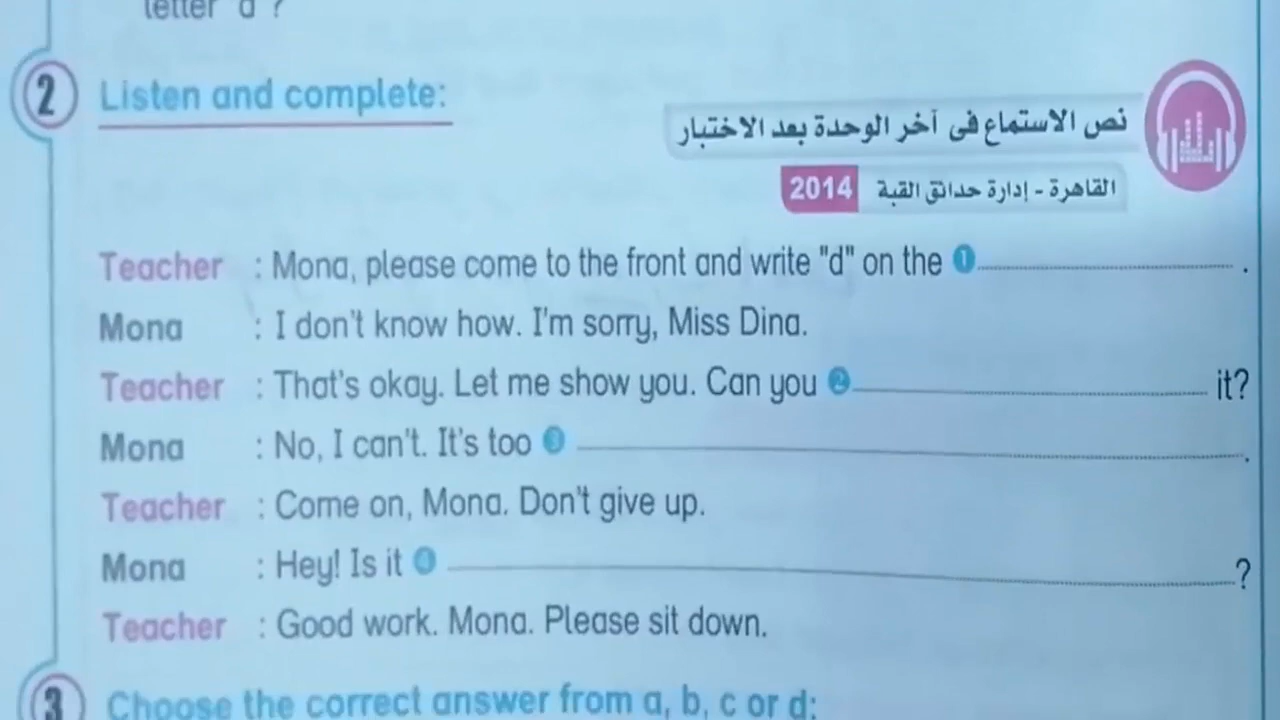 letter "d"?
2 Listen and complete:
نص الاستماع فى آخر الوحدة بعد الاختبار
القاهرة - إدارة حدائق القبة 2014
Teacher : Mona, please come to the front and write "d" on the 1 .
Mona : I don't know how. I'm sorry, Miss Dina.
Teacher : That's okay. Let me show you. Can you 2 it?
Mona : No, I can't. It's too 3 .
Teacher : Come on, Mona. Don't give up.
Mona : Hey! Is it 4 ?
Teacher : Good work. Mona. Please sit down.
3 Choose the correct answer from a, b, c or d: